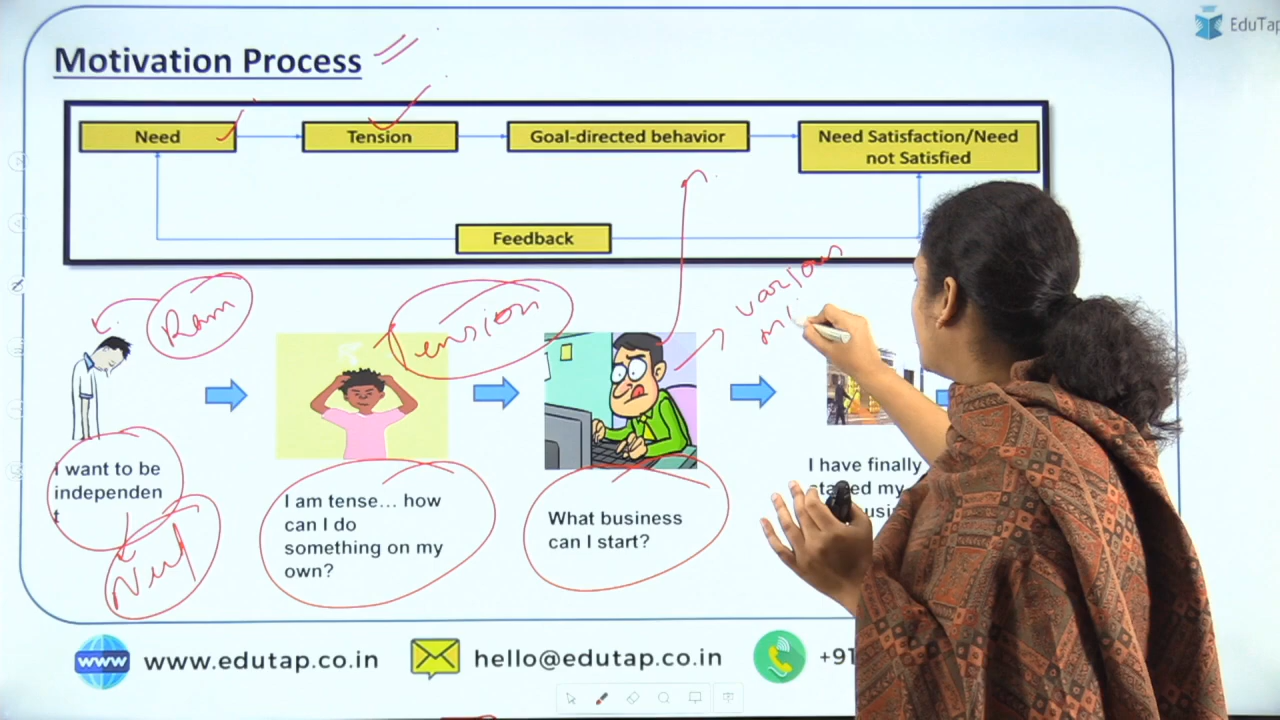 EduTap
Motivation Process
Need
Tension
Goal-directed behavior
Need Satisfaction/Need
not Satisfied
Feedback
Ram
Tension
various
I want to be
independen
t
I am tense... how
can I do
something on my
own?
What business
can I start?
I have finally
my
www
www.edutap.co.in
hello@edutap.co.in
+91